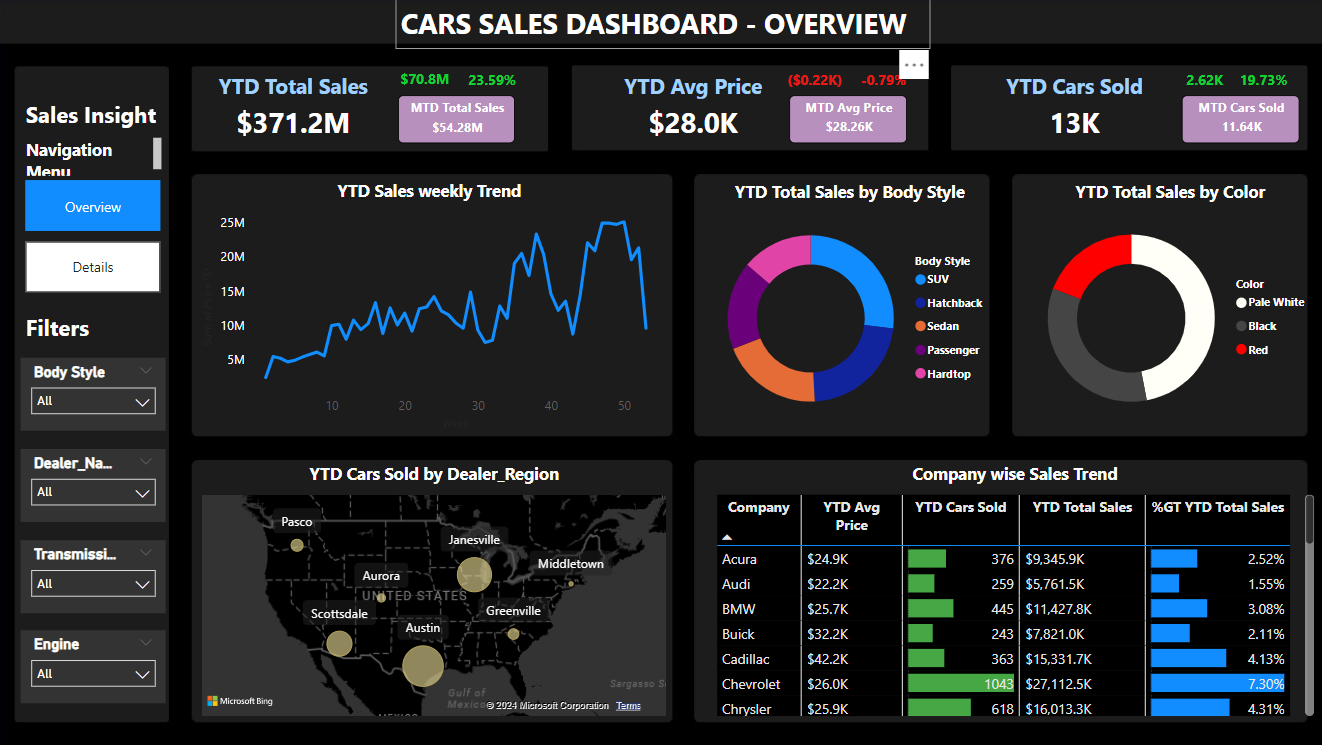 CARS SALES DASHBOARD - OVERVIEW
Sales Insight
Navigation
Menu
Overview
Details
Filters
Body Style
All
Dealer_Na...
All
Transmissi...
All
Engine
All
YTD Total Sales
$371.2M
$70.8M 23.59%
MTD Total Sales
$54.28M
YTD Avg Price
$28.0K
($0.22K) -0.79%
MTD Avg Price
$28.26K
YTD Cars Sold
13K
2.62K 19.73%
MTD Cars Sold
11.64K
YTD Sales weekly Trend
25M
20M
15M
10M
5M
10 20 30 40 50
YTD Total Sales by Body Style
Body Style
SUV
Hatchback
Sedan
Passenger
Hardtop
YTD Total Sales by Color
Color
Pale White
Black
Red
YTD Cars Sold by Dealer_Region
Pasco
Janesville
Middletown
Aurora
UNITED STATES
Scottsdale
Greenville
Austin
Gulf of
Mexico
Sargasso S
MEXICO
Microsoft Bing
© 2024 Microsoft Corporation Terms
Company wise Sales Trend
Company YTD Avg Price YTD Cars Sold YTD Total Sales %GT YTD Total Sales
Acura $24.9K 376 $9,345.9K 2.52%
Audi $22.2K 259 $5,761.5K 1.55%
BMW $25.7K 445 $11,427.8K 3.08%
Buick $32.2K 243 $7,821.0K 2.11%
Cadillac $42.2K 363 $15,331.7K 4.13%
Chevrolet $26.0K 1043 $27,112.5K 7.30%
Chrysler $25.9K 618 $16,013.3K 4.31%